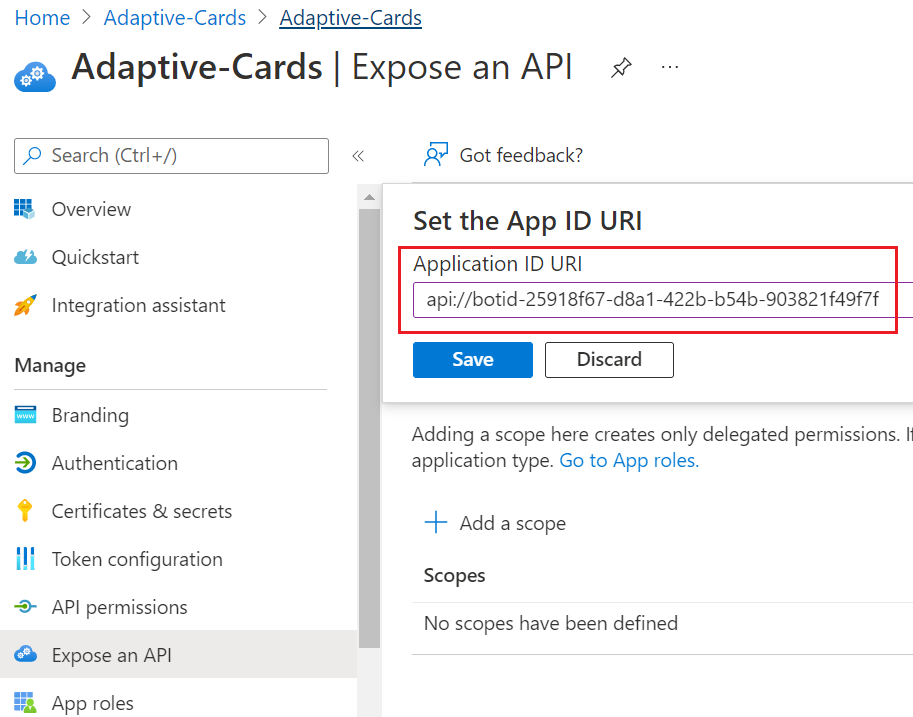 Home > Adaptive-Cards > Adaptive-Cards
Adaptive-Cards | Expose an API
Search (Ctrl+/)
Overview
Quickstart
Integration assistant
Manage
Branding
Authentication
Certificates & secrets
Token configuration
API permissions
Expose an API
App roles
Got feedback?
Set the App ID URI
Application ID URI
api://botid-25918f67-d8a1-422b-b54b-903821f49f7f
Save Discard
Adding a scope here creates only delegated permissions. If
application type. Go to App roles.
Add a scope
Scopes
No scopes have been defined